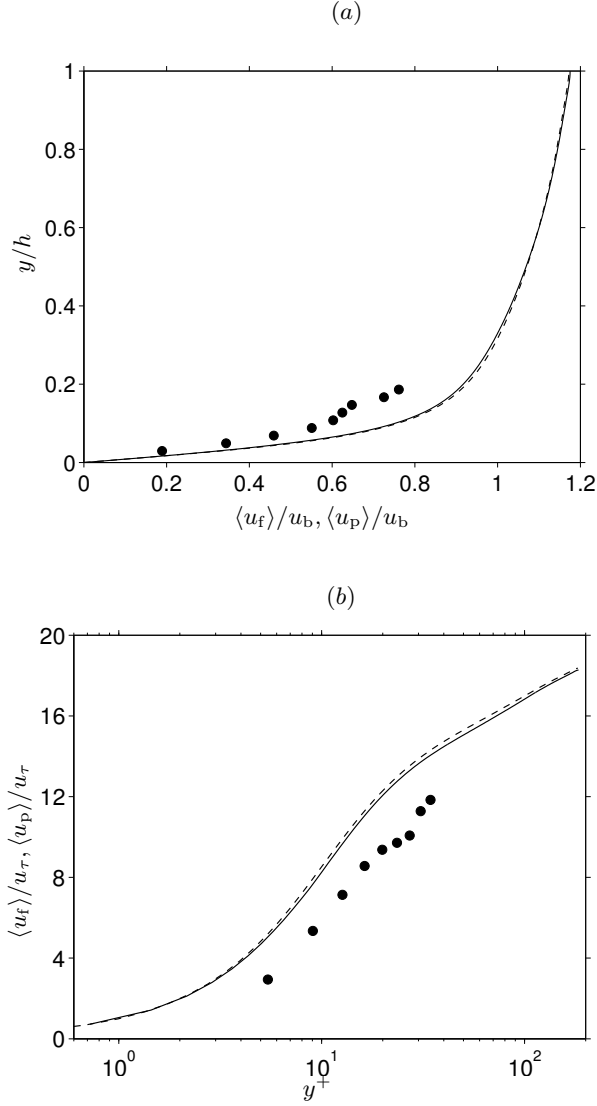 (a)
1
0.8
0.6
0.4
0.2
0
y/h
0 0.2 0.4 0.6 0.8 1 1.2
⟨u_f⟩/u_b, ⟨u_p⟩/u_b
(b)
20
16
12
8
4
0
⟨u_f⟩/u_τ, ⟨u_p⟩/u_τ
10^0 10^1 10^2
y^+